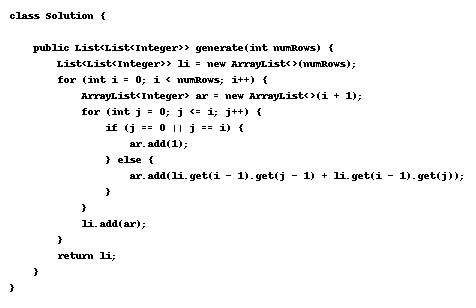 class Solution {
    public List<List<Integer>> generate(int numRows) {
        List<List<Integer>> li = new ArrayList<>(numRows);
        for (int i = 0; i < numRows; i++) {
            ArrayList<Integer> ar = new ArrayList<>(i + 1);
            for (int j = 0; j <= i; j++) {
                if (j == 0 || j == i) {
                    ar.add(1);
                } else {
                    ar.add(li.get(i - 1).get(j - 1) + li.get(i - 1).get(j));
                }
            }
            li.add(ar);
        }
        return li;
    }
}